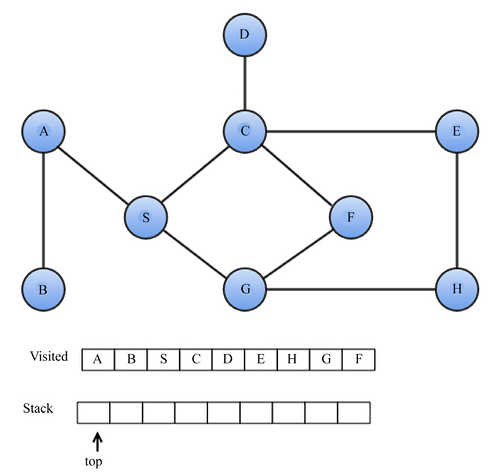 D
A C E
S F
B G H
Visited A B S C D E H G F
Stack
top